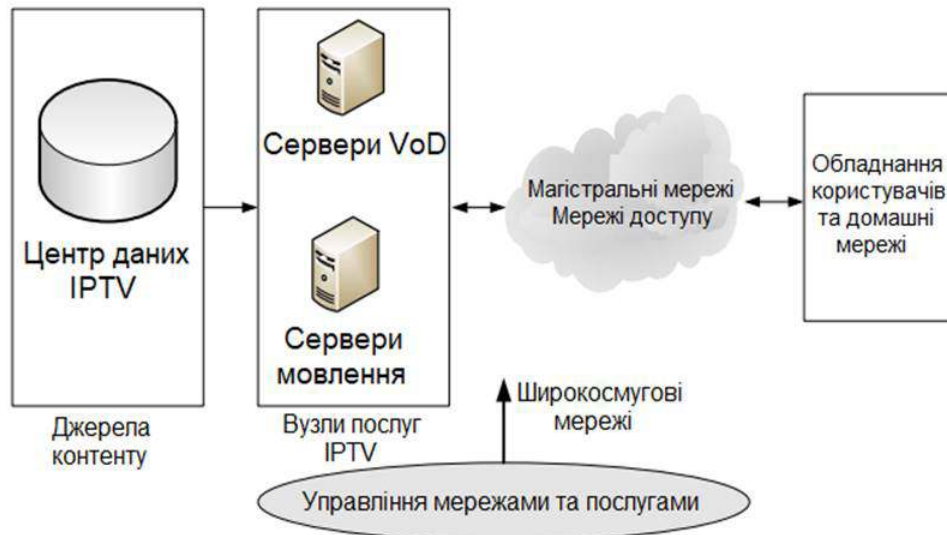 Центр даних
IPTV
Джерела
контенту
Сервери VoD
Сервери
мовлення
Вузли послуг
IPTV
Магістральні мережі
Мережі доступу
Обладнання
користувачів
та домашні
мережі
Широкосмугові
мережі
Управління мережами та послугами